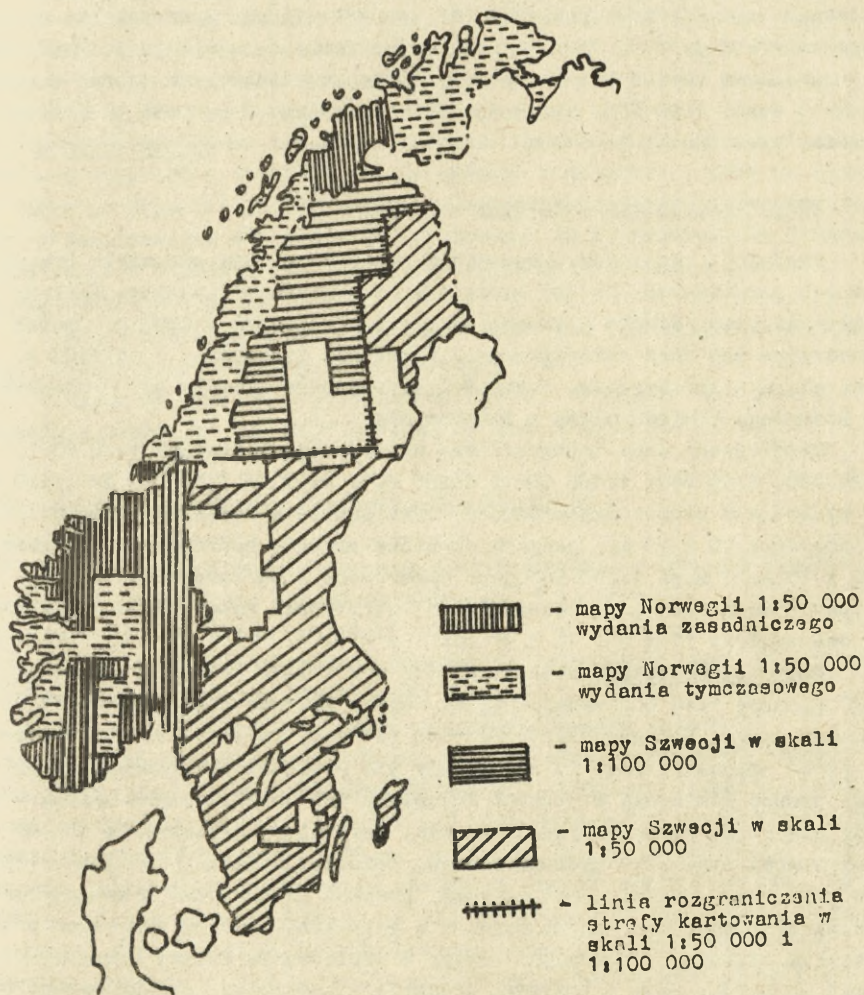 - mapy Norwegii 1:50 000
wydania zasadniczego
- mapy Norwegii 1:50 000
wydania tymczasowego
- mapy Szwecji w skali
1:100 000
- mapy Szwecji w skali
1:50 000
- linia rozgraniczenia
strefy kartowania w
skali 1:50 000 i
1:100 000